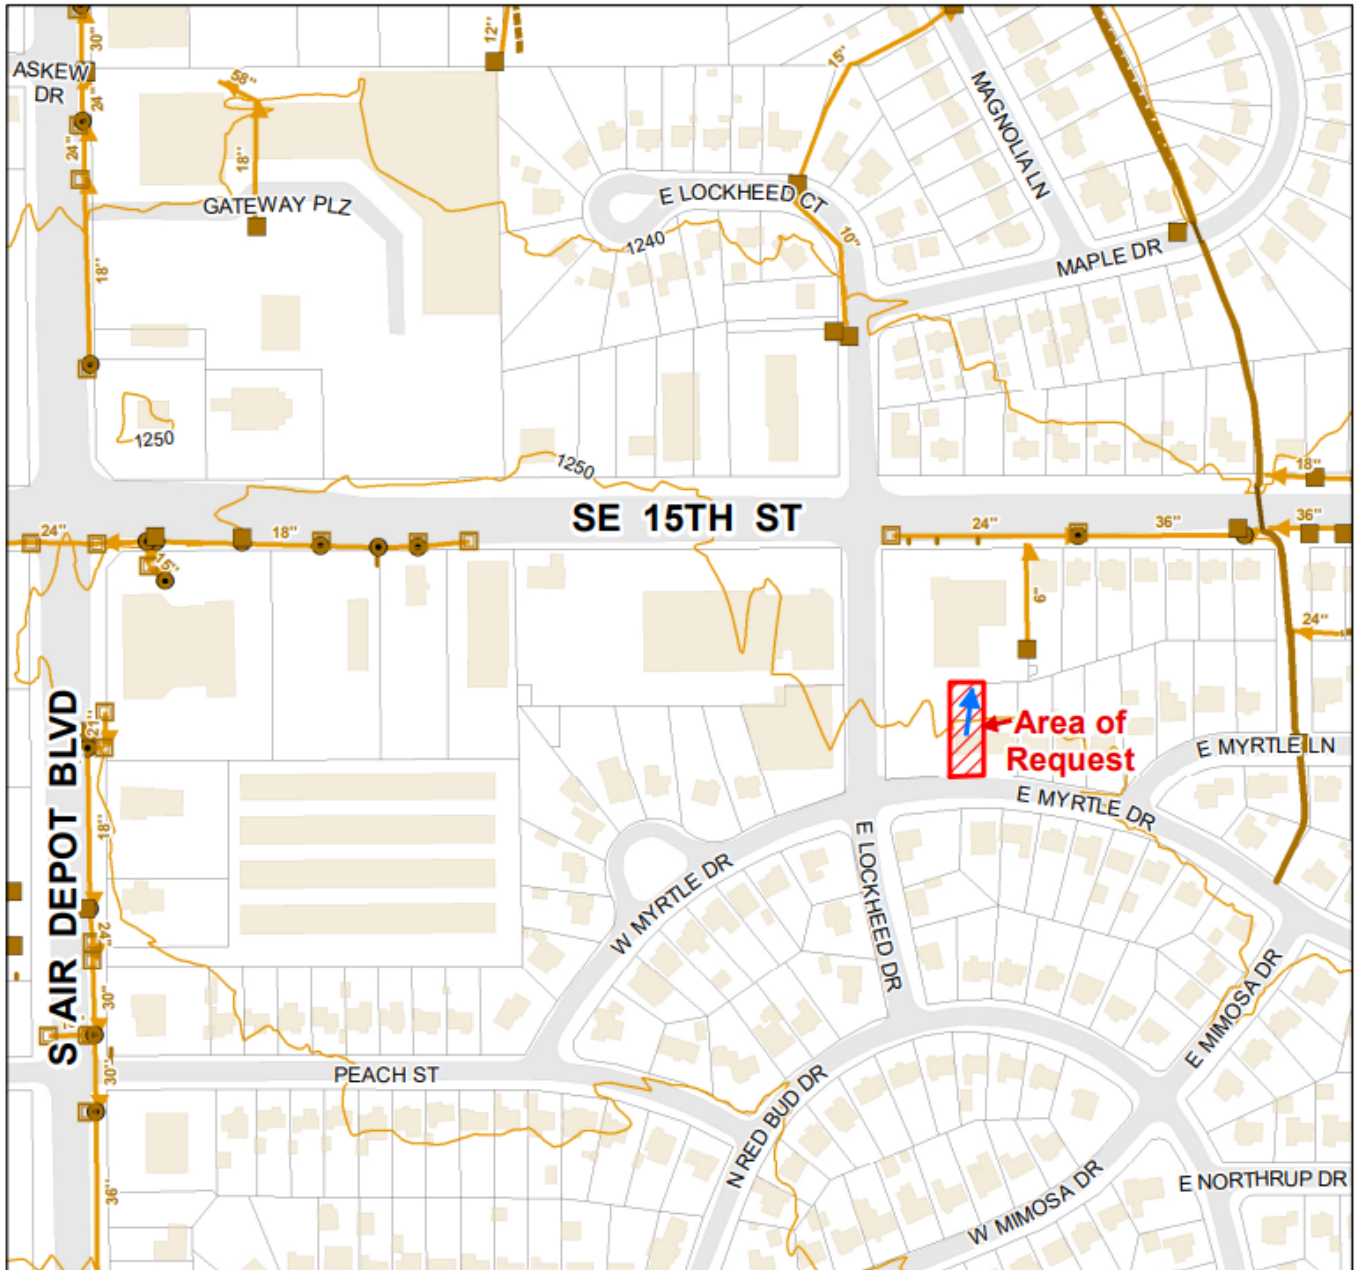 30"
12"
ASKEW
DR
58"
15"
24"
MAGNOLIA LN
24"
18"
E LOCKHEED CT
GATEWAY PLZ
10"
1240
MAPLE DR
18"
1250
1250
18"
SE 15TH ST
24"
18"
24"
36"
36"
15"
6"
24"
21"
Area of
Request
E MYRTLE LN
S AIR DEPOT BLVD
E MYRTLE DR
18"
W MYRTLE DR
E LOCKHEED DR
24"
30"
E MIMOSA DR
30"
PEACH ST
N RED BUD DR
36"
W MIMOSA DR
E NORTHRUP DR